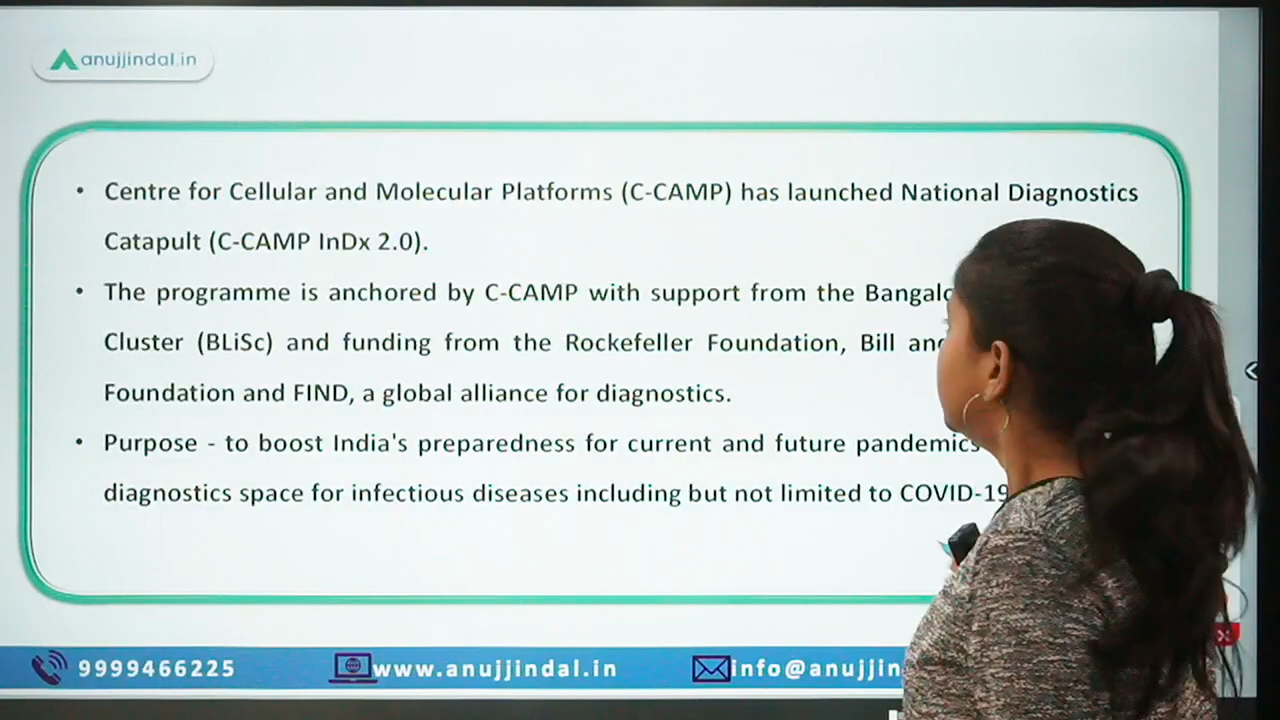 anujjindal.in
• Centre for Cellular and Molecular Platforms (C-CAMP) has launched National Diagnostics
Catapult (C-CAMP InDx 2.0).
• The programme is anchored by C-CAMP with support from the
Cluster (BLiSc) and funding from the Rockefeller Foundation, Bill
Foundation and FIND, a global alliance for diagnostics.
• Purpose - to boost India's preparedness for current and future pandemics
diagnostics space for infectious diseases including but not limited to COVID-19
9999466225
www.anujjindal.in